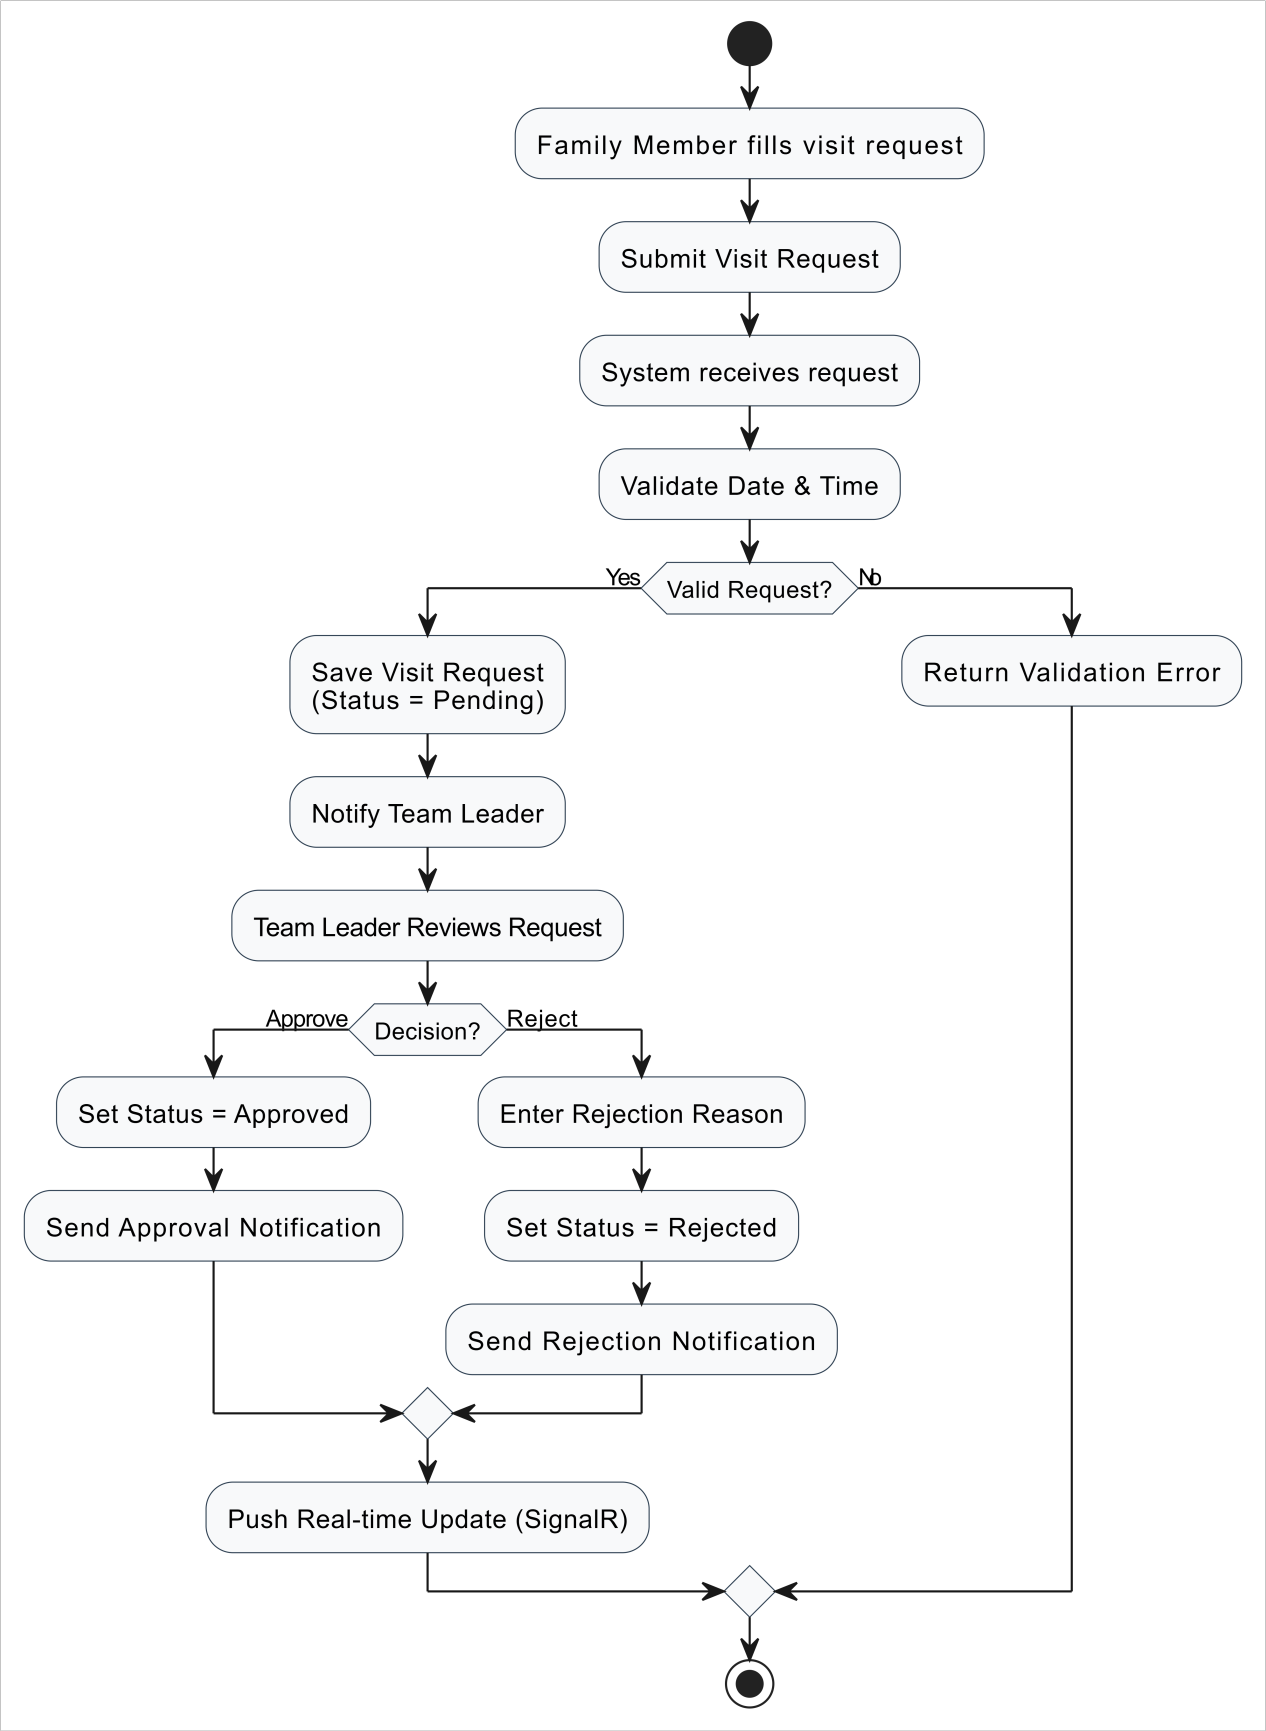 Family Member fills visit request
Submit Visit Request
System receives request
Validate Date & Time
Yes
Valid Request?
No
Save Visit Request
(Status = Pending)
Return Validation Error
Notify Team Leader
Team Leader Reviews Request
Approve
Decision?
Reject
Set Status = Approved
Enter Rejection Reason
Send Approval Notification
Set Status = Rejected
Send Rejection Notification
Push Real-time Update (SignalR)